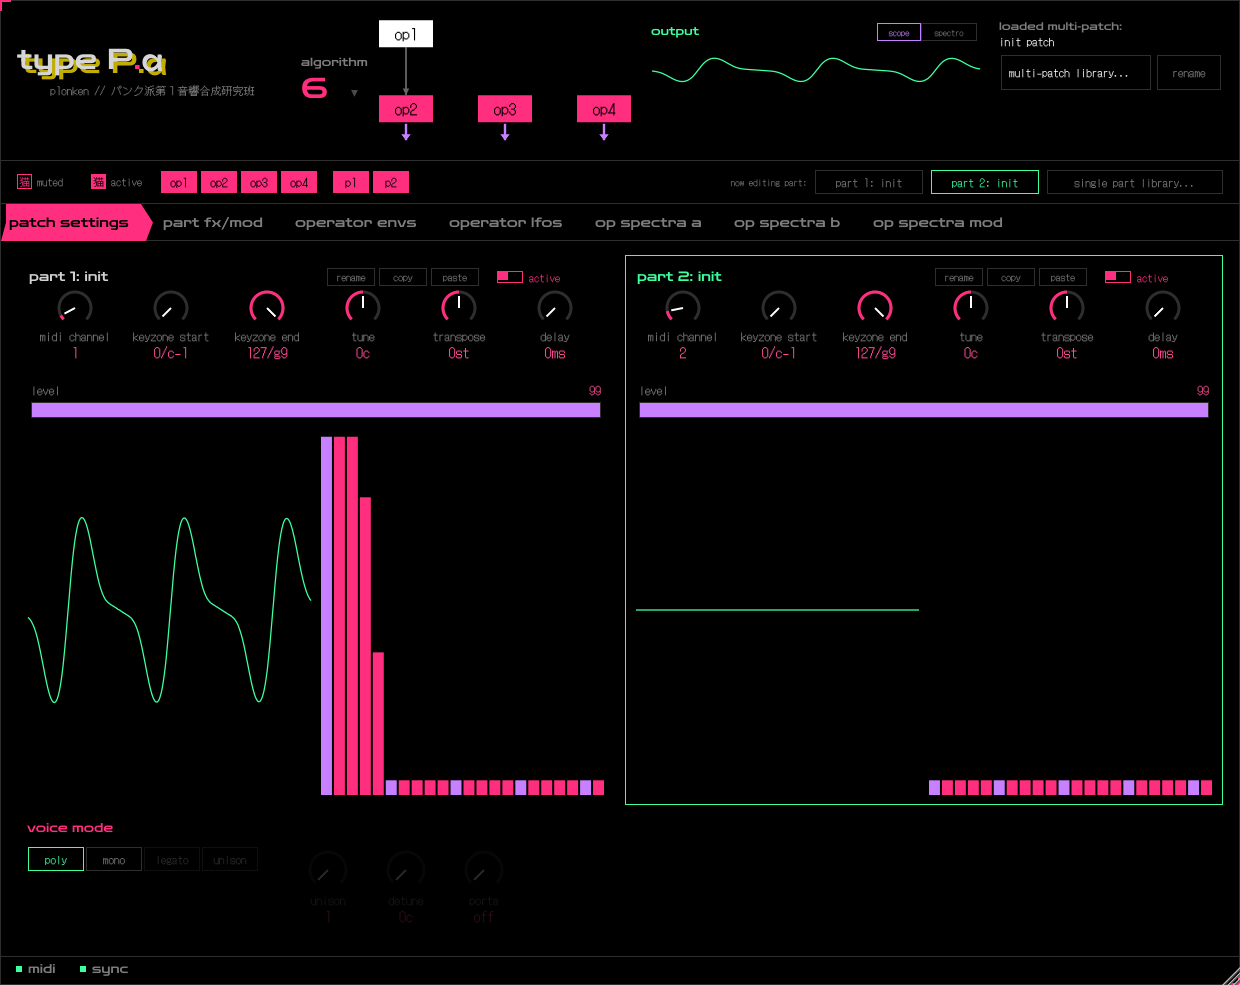 type P.a
plonken // パンク派第1音響合成研究班
algorithm
6
op1
op2
op3
op4
output
scope
spectro
loaded multi-patch:
init patch
multi-patch library...
rename
猫 muted
猫 active
op1
op2
op3
op4
p1
p2
now editing part:
part 1: init
part 2: init
single part library...
patch settings
part fx/mod
operator envs
operator lfos
op spectra a
op spectra b
op spectra mod
part 1: init
rename
copy
paste
active
midi channel
1
keyzone start
0/c-1
keyzone end
127/g9
tune
0c
transpose
0st
delay
0ms
level
99
part 2: init
rename
copy
paste
active
midi channel
2
keyzone start
0/c-1
keyzone end
127/g9
tune
0c
transpose
0st
delay
0ms
level
99
voice mode
poly
mono
legato
unison
unison
1
detune
0c
porta
off
midi
sync